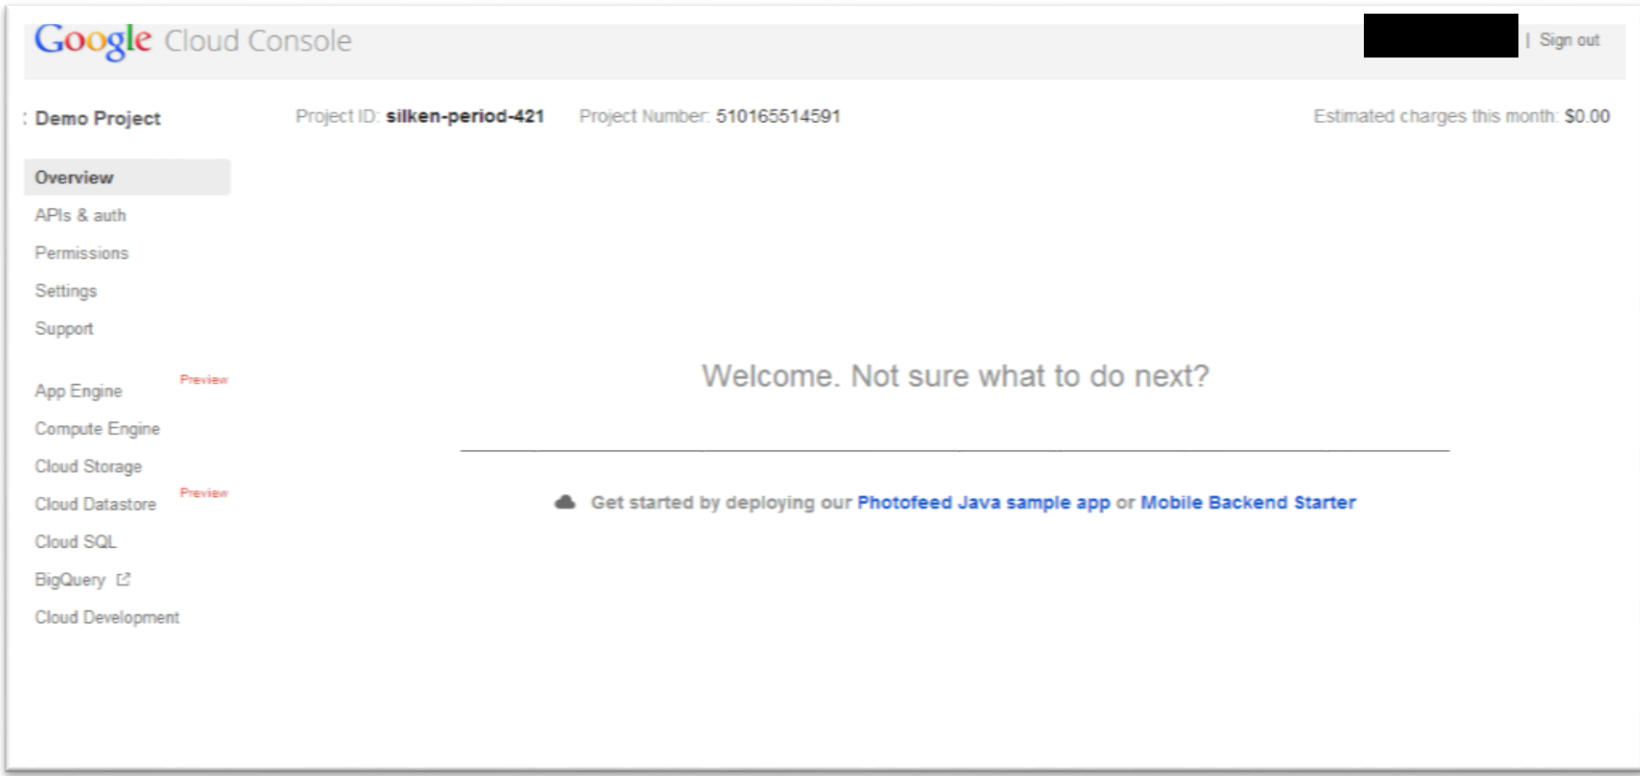 Google Cloud Console
| Sign out
: Demo Project
Project ID: silken-period-421
Project Number: 510165514591
Estimated charges this month: $0.00
Overview
APIs & auth
Permissions
Settings
Support
App Engine Preview
Compute Engine
Cloud Storage
Cloud Datastore Preview
Cloud SQL
BigQuery
Cloud Development
Welcome. Not sure what to do next?
Get started by deploying our Photofeed Java sample app or Mobile Backend Starter